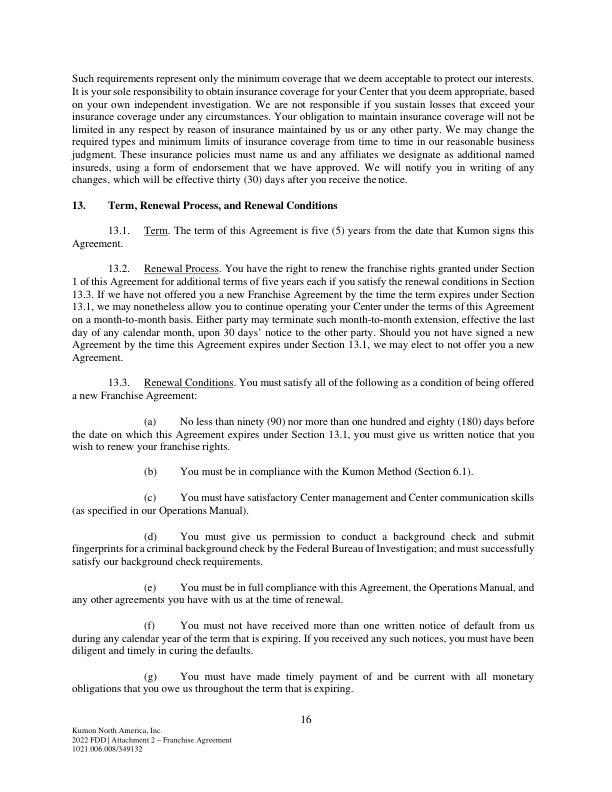 Such requirements represent only the minimum coverage that we deem acceptable to protect our interests.
It is your sole responsibility to obtain insurance coverage for your Center that you deem appropriate, based
on your own independent investigation. We are not responsible if you sustain losses that exceed your
insurance coverage under any circumstances. Your obligation to maintain insurance coverage will not be
limited in any respect by reason of insurance maintained by us or any other party. We may change the
required types and minimum limits of insurance coverage from time to time in our reasonable business
judgment. These insurance policies must name us and any affiliates we designate as additional named
insureds, using a form of endorsement that we have approved. We will notify you in writing of any
changes, which will be effective thirty (30) days after you receive the notice.
13. Term, Renewal Process, and Renewal Conditions
13.1. Term. The term of this Agreement is five (5) years from the date that Kumon signs this
Agreement.
13.2. Renewal Process. You have the right to renew the franchise rights granted under Section
1 of this Agreement for additional terms of five years each if you satisfy the renewal conditions in Section
13.3. If we have not offered you a new Franchise Agreement by the time the term expires under Section
13.1, we may nonetheless allow you to continue operating your Center under the terms of this Agreement
on a month-to-month basis. Either party may terminate such month-to-month extension, effective the last
day of any calendar month, upon 30 days' notice to the other party. Should you not have signed a new
Agreement by the time this Agreement expires under Section 13.1, we may elect to not offer you a new
Agreement.
13.3. Renewal Conditions. You must satisfy all of the following as a condition of being offered
a new Franchise Agreement:
(a) No less than ninety (90) nor more than one hundred and eighty (180) days before
the date on which this Agreement expires under Section 13.1, you must give us written notice that you
wish to renew your franchise rights.
(b) You must be in compliance with the Kumon Method (Section 6.1).
(c) You must have satisfactory Center management and Center communication skills
(as specified in our Operations Manual).
(d) You must give us permission to conduct a background check and submit
fingerprints for a criminal background check by the Federal Bureau of Investigation; and must successfully
satisfy our background check requirements.
(e) You must be in full compliance with this Agreement, the Operations Manual, and
any other agreements you have with us at the time of renewal.
(f) You must not have received more than one written notice of default from us
during any calendar year of the term that is expiring. If you received any such notices, you must have been
diligent and timely in curing the defaults.
(g) You must have made timely payment of and be current with all monetary
obligations that you owe us throughout the term that is expiring.
16
Kumon North America, Inc.
2022 FDD | Attachment 2 – Franchise Agreement
1021.006.008/349132